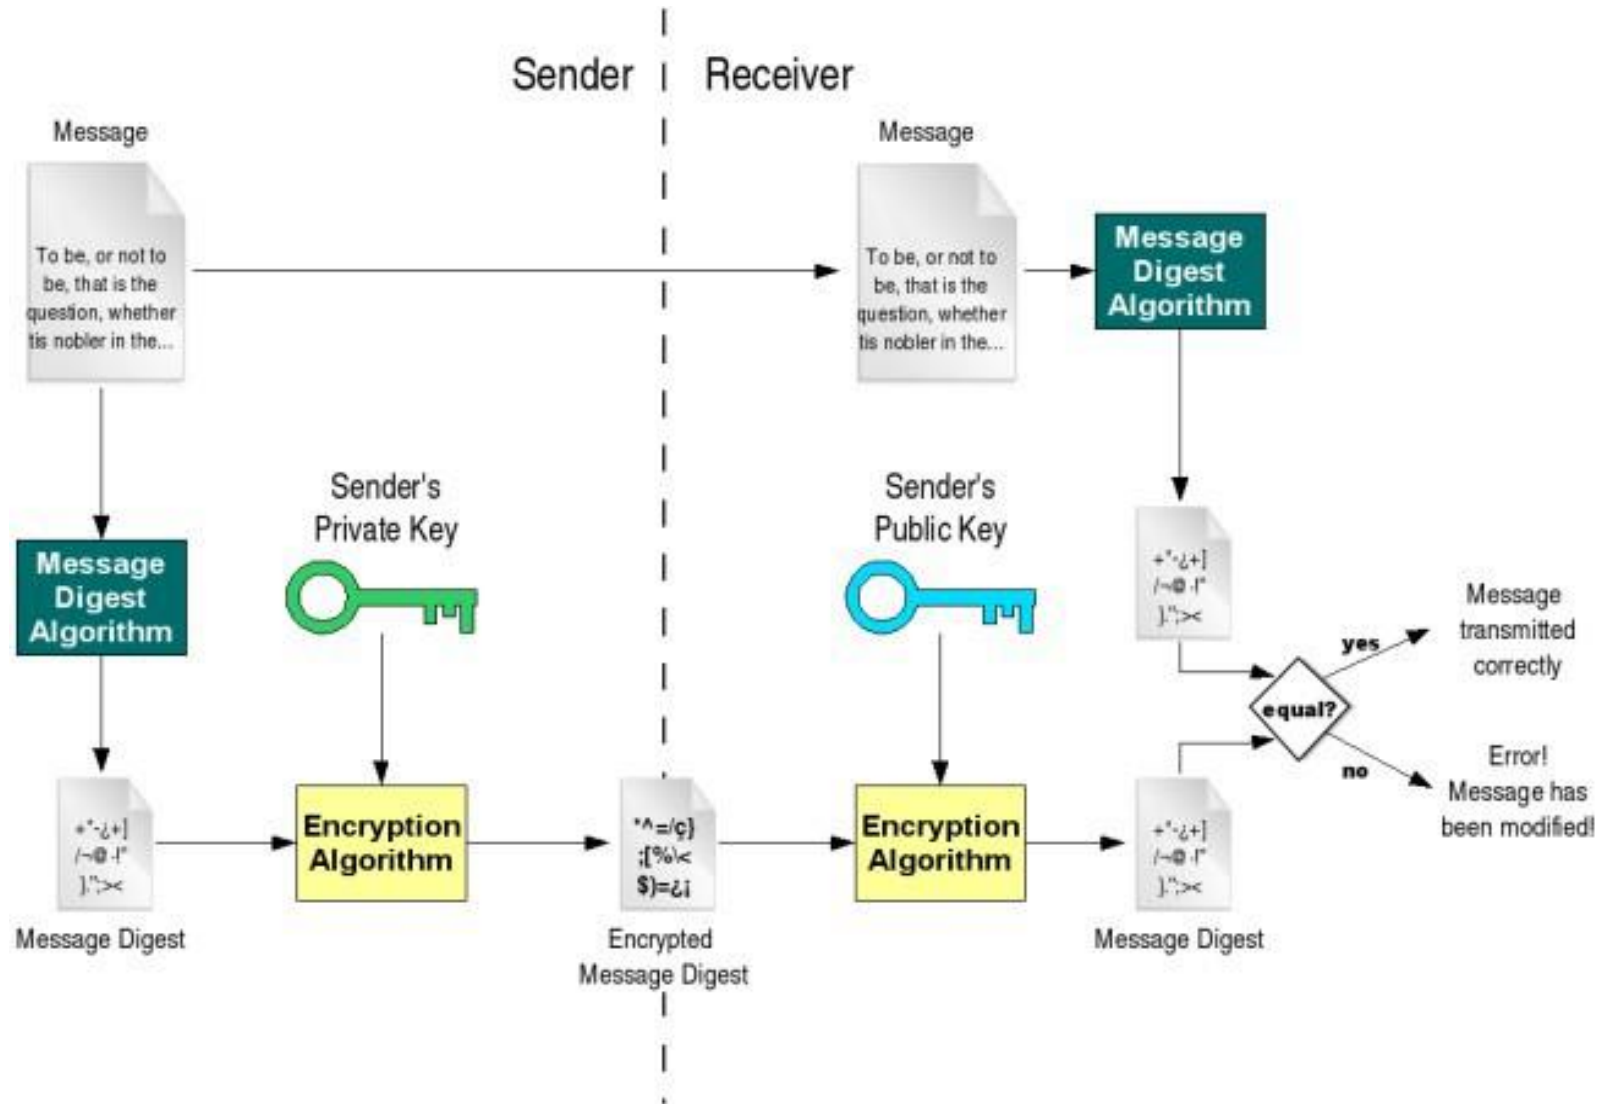 Sender
Receiver
Message
To be, or not to
be, that is the
question, whether
tis nobler in the...
Message
To be, or not to
be, that is the
question, whether
tis nobler in the...
Message
Digest
Algorithm
Sender's
Private Key
Sender's
Public Key
Message
Digest
Algorithm
+*-¿+]
/¬@-!"
}.";><
yes
equal?
no
Message
transmitted
correctly
Error!
Message has
been modified!
+*-¿+]
/¬@-!"
}.";><
Message Digest
Encryption
Algorithm
*^=/ç}
;[%\<
$)=¿¡
Encrypted
Message Digest
Encryption
Algorithm
+*-¿+]
/¬@-!"
}.";><
Message Digest